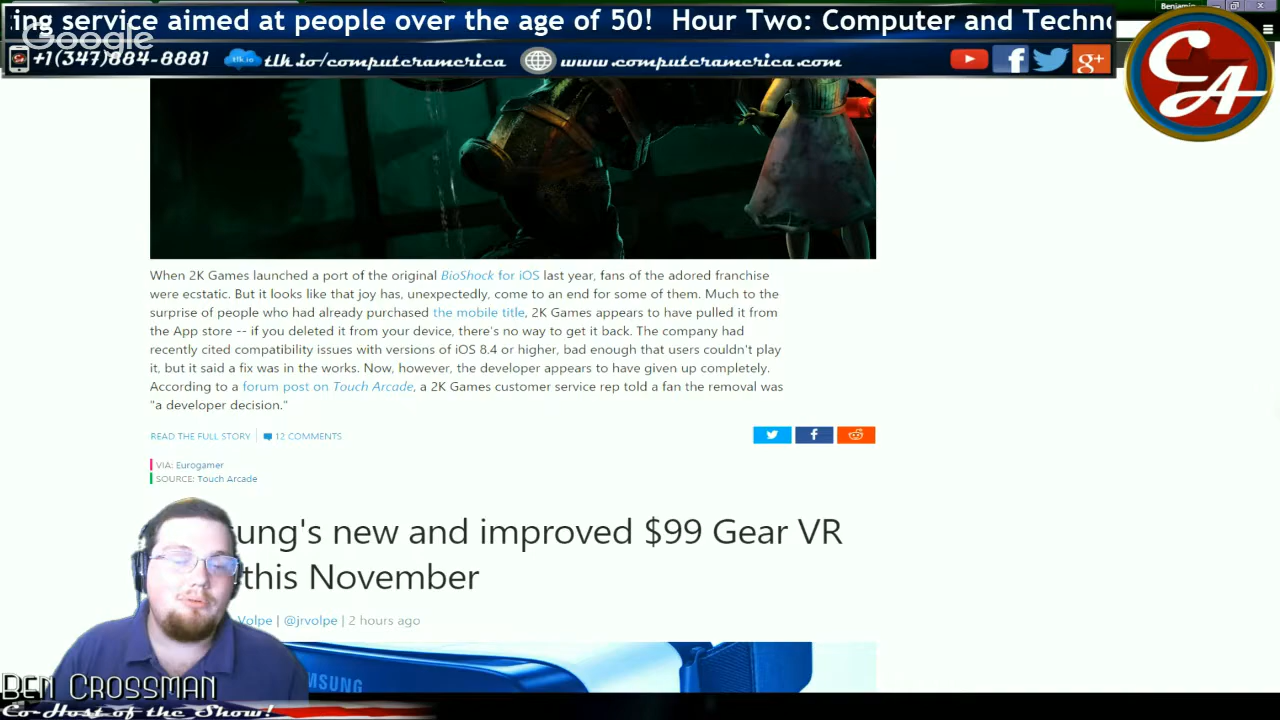 ing service aimed at people over the age of 50! Hour Two: Computer and Techno
Benjamin
Google
+1(347)884-8881
tlk.io
tlk.io/computeramerica
www.computeramerica.com
g+
CA
When 2K Games launched a port of the original BioShock for iOS last year, fans of the adored franchise
were ecstatic. But it looks like that joy has, unexpectedly, come to an end for some of them. Much to the
surprise of people who had already purchased the mobile title, 2K Games appears to have pulled it from
the App store -- if you deleted it from your device, there's no way to get it back. The company had
recently cited compatibility issues with versions of iOS 8.4 or higher, bad enough that users couldn't play
it, but it said a fix was in the works. Now, however, the developer appears to have given up completely.
According to a forum post on Touch Arcade, a 2K Games customer service rep told a fan the removal was
"a developer decision."
READ THE FULL STORY
12 COMMENTS
VIA: Eurogamer
SOURCE: Touch Arcade
ung's new and improved $99 Gear VR
this November
Volpe | @jrvolpe | 2 hours ago
MSUNG
BEN CROSSMAN
Co-Host of the Show!